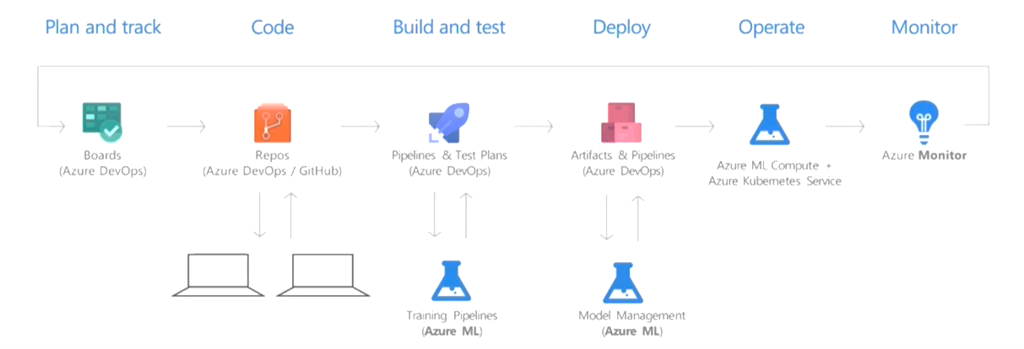 Plan and track
Code
Build and test
Deploy
Operate
Monitor
Boards
(Azure DevOps)
Repos
(Azure DevOps / GitHub)
Pipelines & Test Plans
(Azure DevOps)
Artifacts & Pipelines
(Azure DevOps)
Azure ML Compute +
Azure Kubernetes Service
Azure Monitor
Training Pipelines
(Azure ML)
Model Management
(Azure ML)